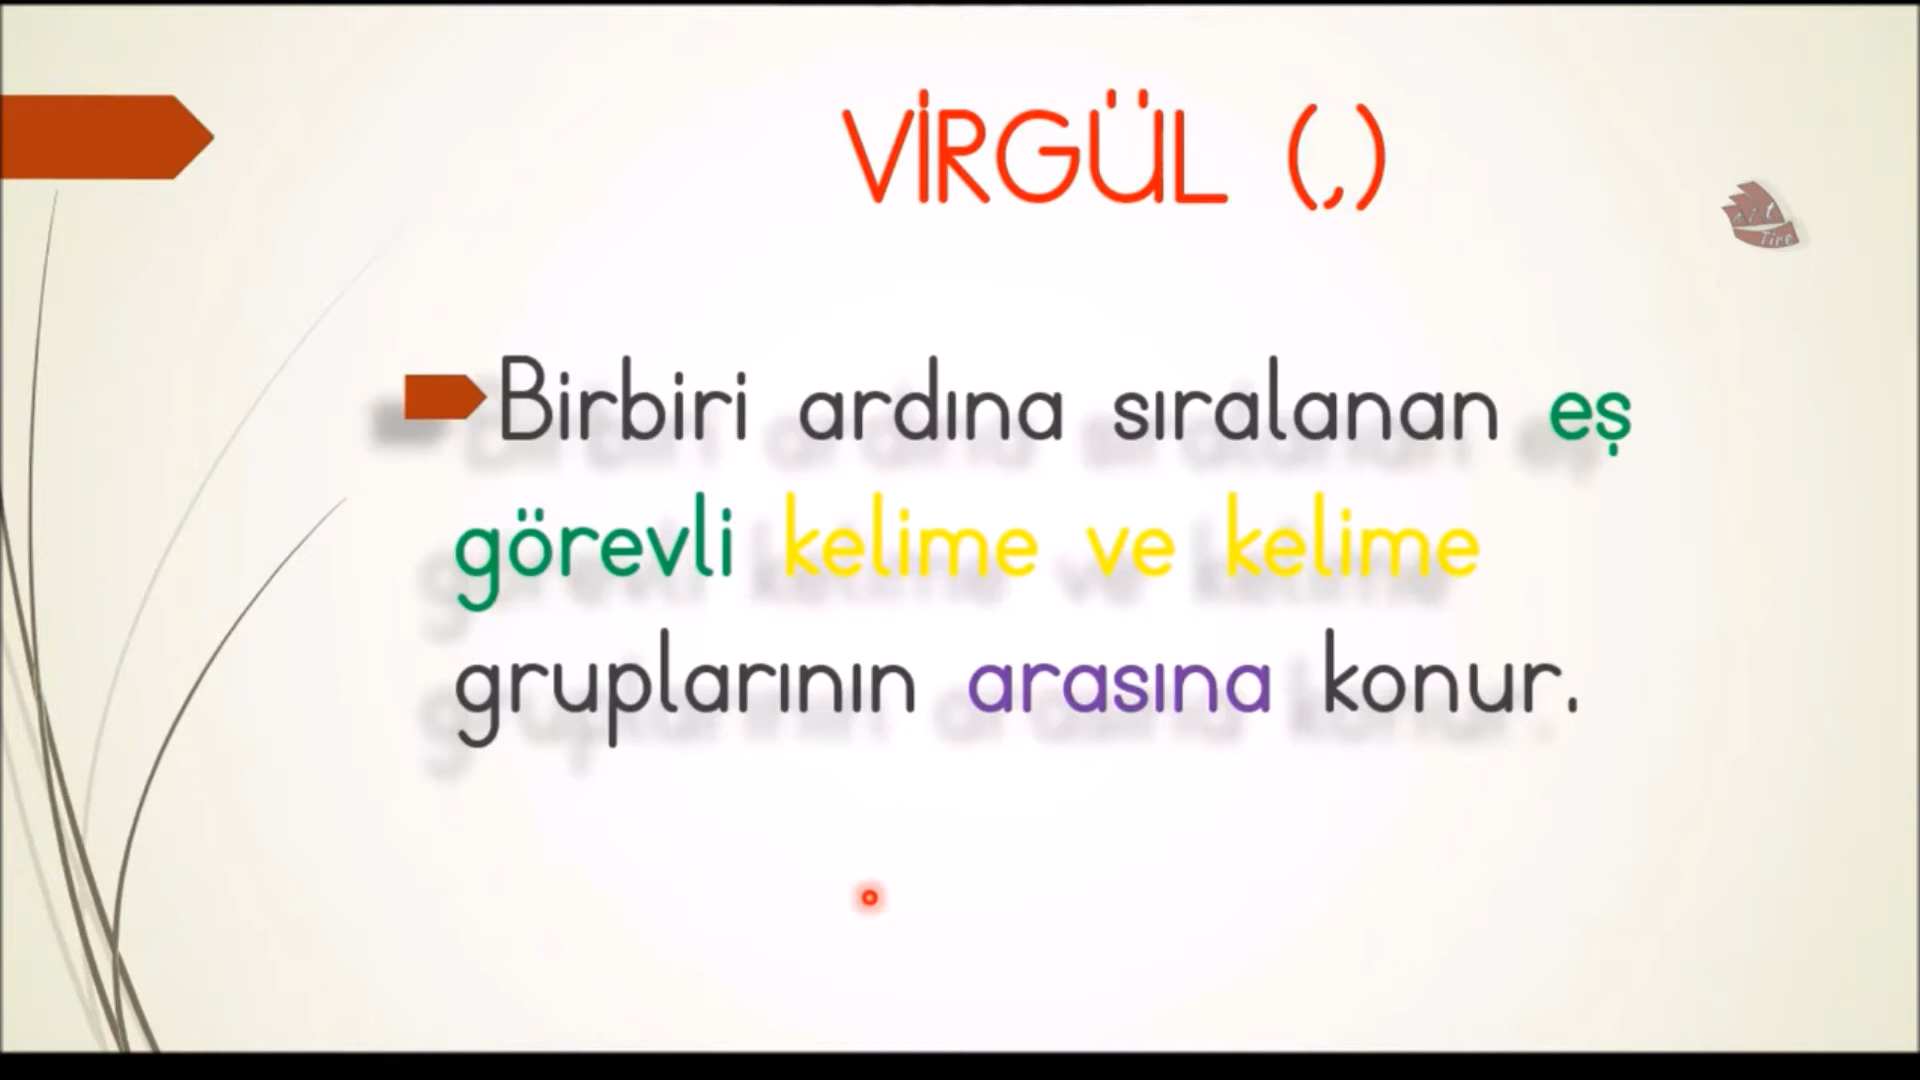 VİRGÜL (,)
Birbiri ardına sıralanan eş
görevli kelime ve kelime
gruplarının arasına konur.